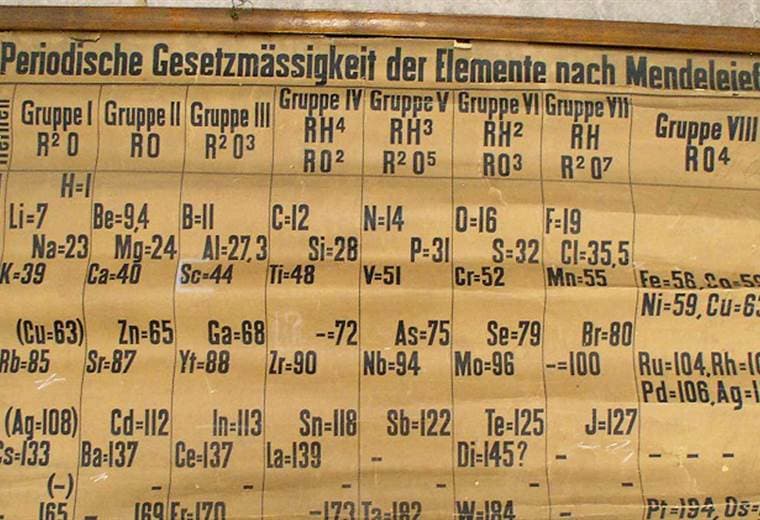 Periodische Gesetzmässigkeit der Elemente nach
Gruppe I Gruppe II Gruppe III Gruppe IV Gruppe V Gruppe VI Gruppe VII Gruppe VIII
RH⁴ RH³ RH² RH
R²O RO R²O³ RO² R²O⁵ RO³ R²O⁷ RO⁴
H=1
Li=7 Be=9,4 B=11 C=12 N=14 O=16 F=19
Na=23 Mg=24 Al=27,3 Si=28 P=31 S=32 Cl=35,5
K=39 Ca=40 Sc=44 Ti=48 V=51 Cr=52 Mn=55 Fe=56,
Ni=59,
(Cu=63) Zn=65 Ga=68 -=72 As=75 Se=79 Br=80
Rb=85 Sr=87 Yt=88 Zr=90 Nb=94 Mo=96 -=100 Ru=104,
Pd=106,
(Ag=108) Cd=112 In=113 Sn=118 Sb=122 Te=125 J=127
Cs=133 Ba=137 Ce=137 La=139 - Di=145? - - - -
(-) - - - - - -
165 - 169 Er=170 -173 Ta=182 W=184 - Pt=194,